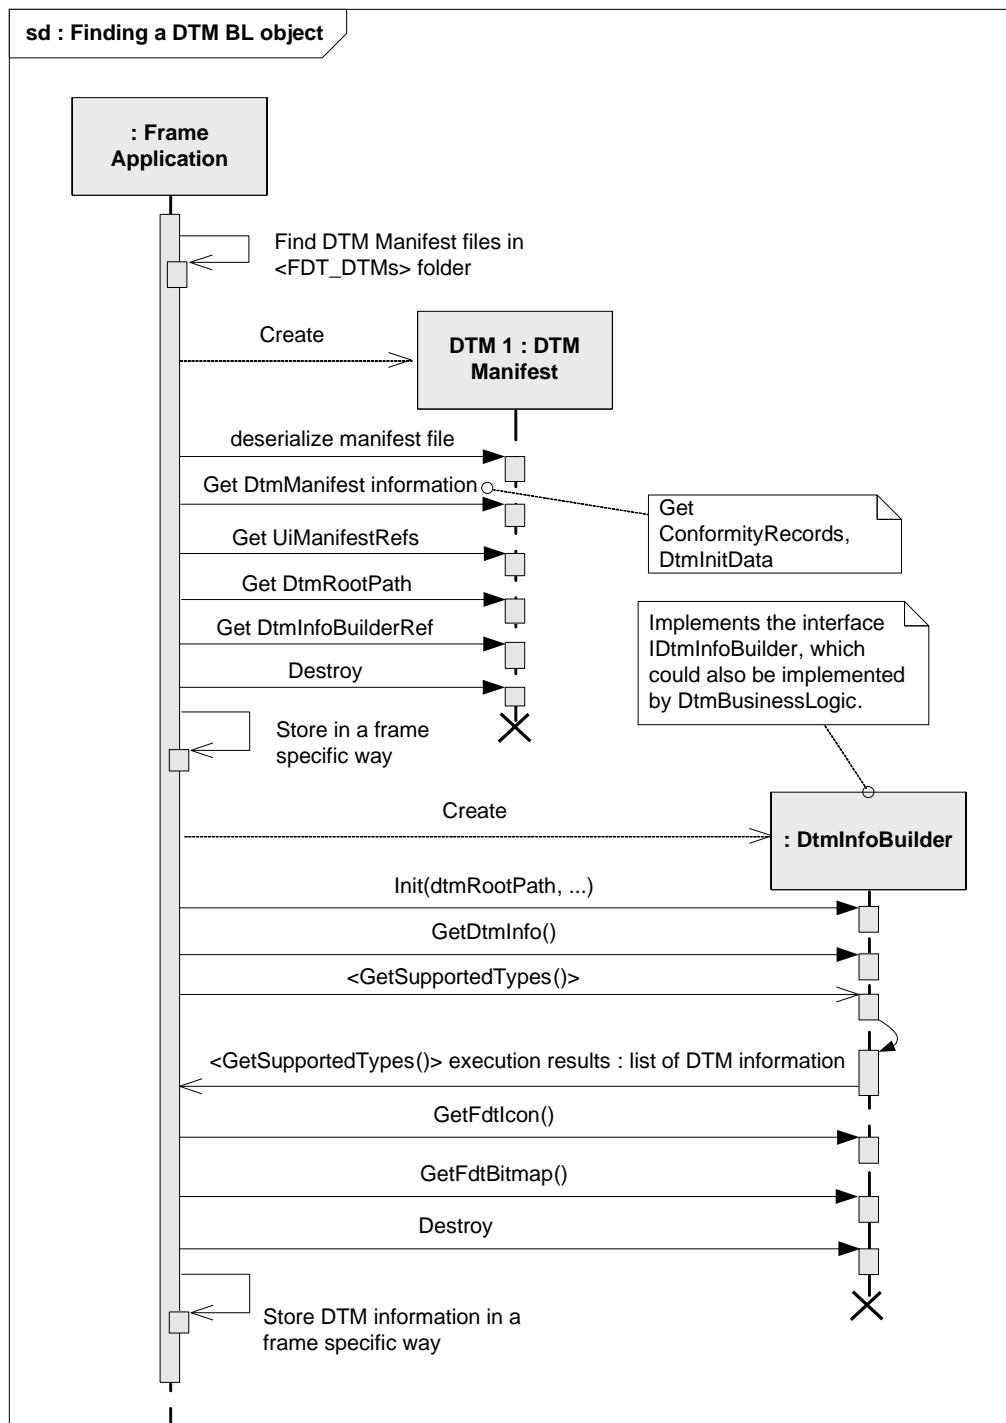 sd : Finding a DTM BL object
: Frame
Application
Find DTM Manifest files in
<FDT_DTMs> folder
Create
DTM 1 : DTM
Manifest
deserialize manifest file
Get DtmManifest information
Get
ConformityRecords,
DtmInitData
Get UiManifestRefs
Get DtmRootPath
Get DtmInfoBuilderRef
Implements the interface
IDtmInfoBuilder, which
could also be implemented
by DtmBusinessLogic.
Destroy
Store in a frame
specific way
Create
: DtmInfoBuilder
Init(dtmRootPath, ...)
GetDtmInfo()
<GetSupportedTypes()>
<GetSupportedTypes()> execution results : list of DTM information
GetFdtIcon()
GetFdtBitmap()
Destroy
Store DTM information in a
frame specific way